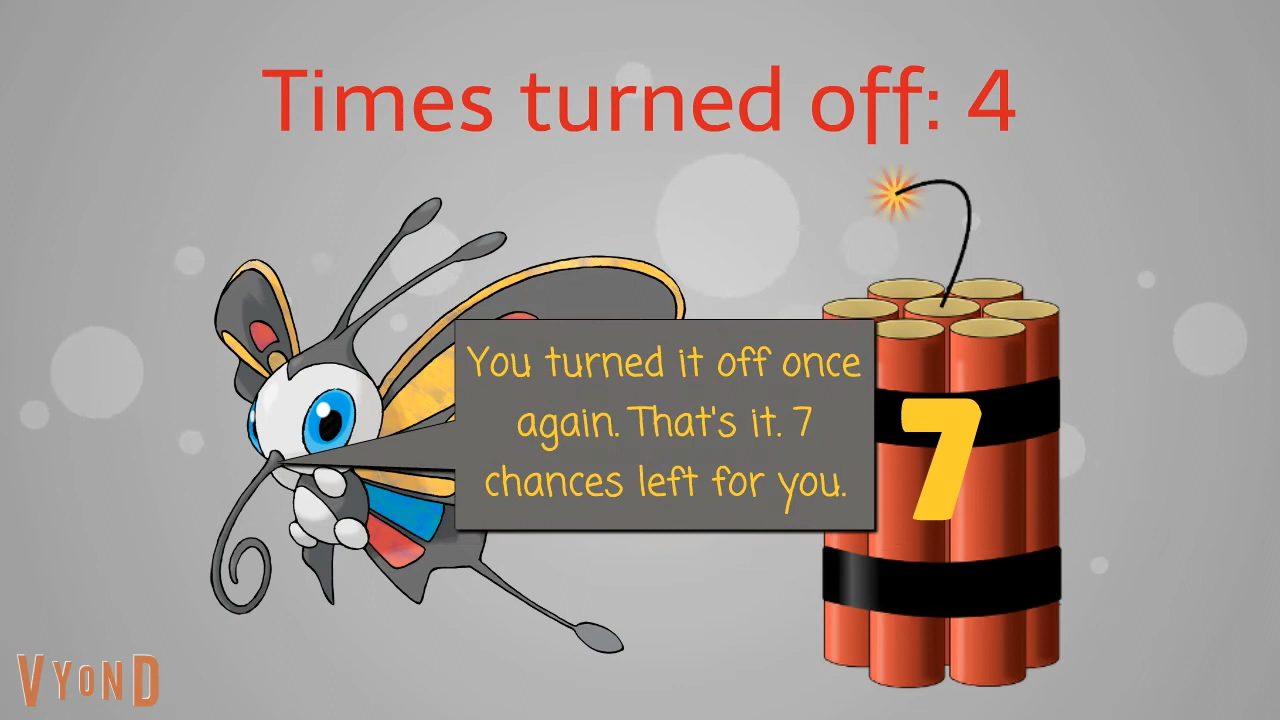 Times turned off: 4
You turned it off once
again. That's it. 7
chances left for you.
7
VYOND